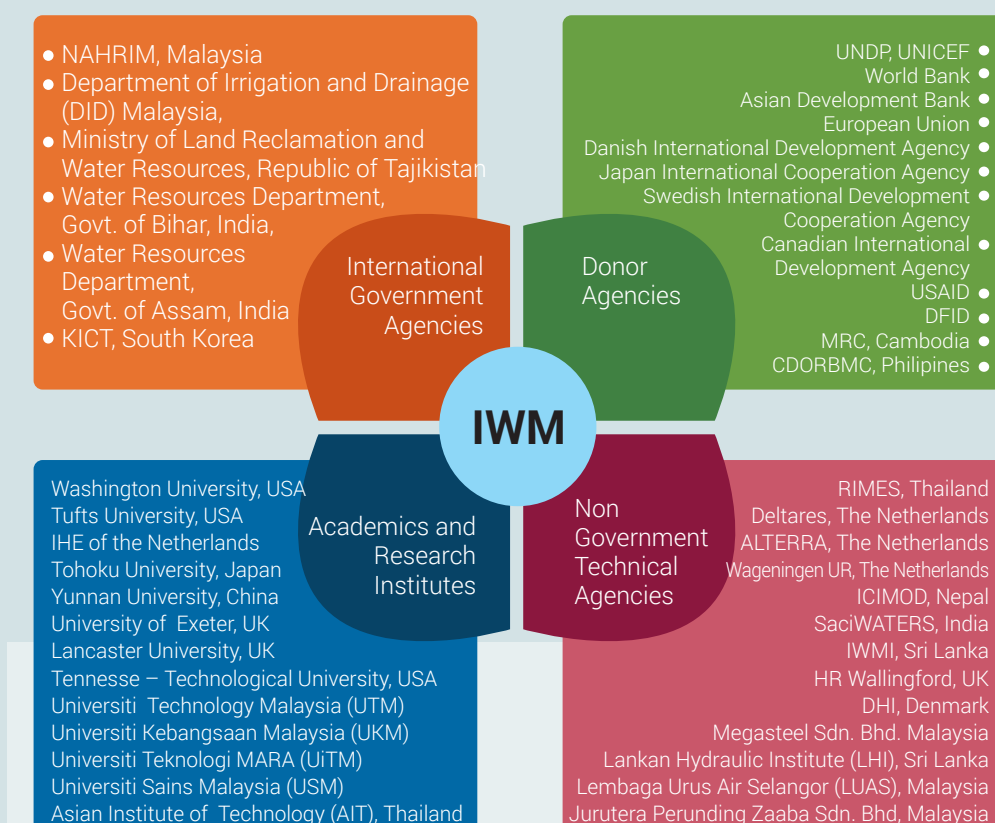 NAHRIM, Malaysia
Department of Irrigation and Drainage
(DID) Malaysia,
Ministry of Land Reclamation and
Water Resources, Republic of Tajikistan
Water Resources Department,
Govt. of Bihar, India,
Water Resources
Department,
Govt. of Assam, India
KICT, South Korea
International
Government
Agencies
UNDP, UNICEF
World Bank
Asian Development Bank
European Union
Danish International Development Agency
Japan International Cooperation Agency
Swedish International Development
Cooperation Agency
Canadian International
Development Agency
USAID
DFID
MRC, Cambodia
CDORBMC, Philipines
Donor
Agencies
IWM
Washington University, USA
Tufts University, USA
IHE of the Netherlands
Tohoku University, Japan
Yunnan University, China
University of Exeter, UK
Lancaster University, UK
Tennesse – Technological University, USA
Universiti Technology Malaysia (UTM)
Universiti Kebangsaan Malaysia (UKM)
Universiti Teknologi MARA (UiTM)
Universiti Sains Malaysia (USM)
Asian Institute of Technology (AIT), Thailand
Academics and
Research
Institutes
Non
Government
Technical
Agencies
RIMES, Thailand
Deltares, The Netherlands
ALTERRA, The Netherlands
Wageningen UR, The Netherlands
ICIMOD, Nepal
SaciWATERS, India
IWMI, Sri Lanka
HR Wallingford, UK
DHI, Denmark
Megasteel Sdn. Bhd. Malaysia
Lankan Hydraulic Institute (LHI), Sri Lanka
Lembaga Urus Air Selangor (LUAS), Malaysia
Jurutera Perunding Zaaba Sdn. Bhd, Malaysia